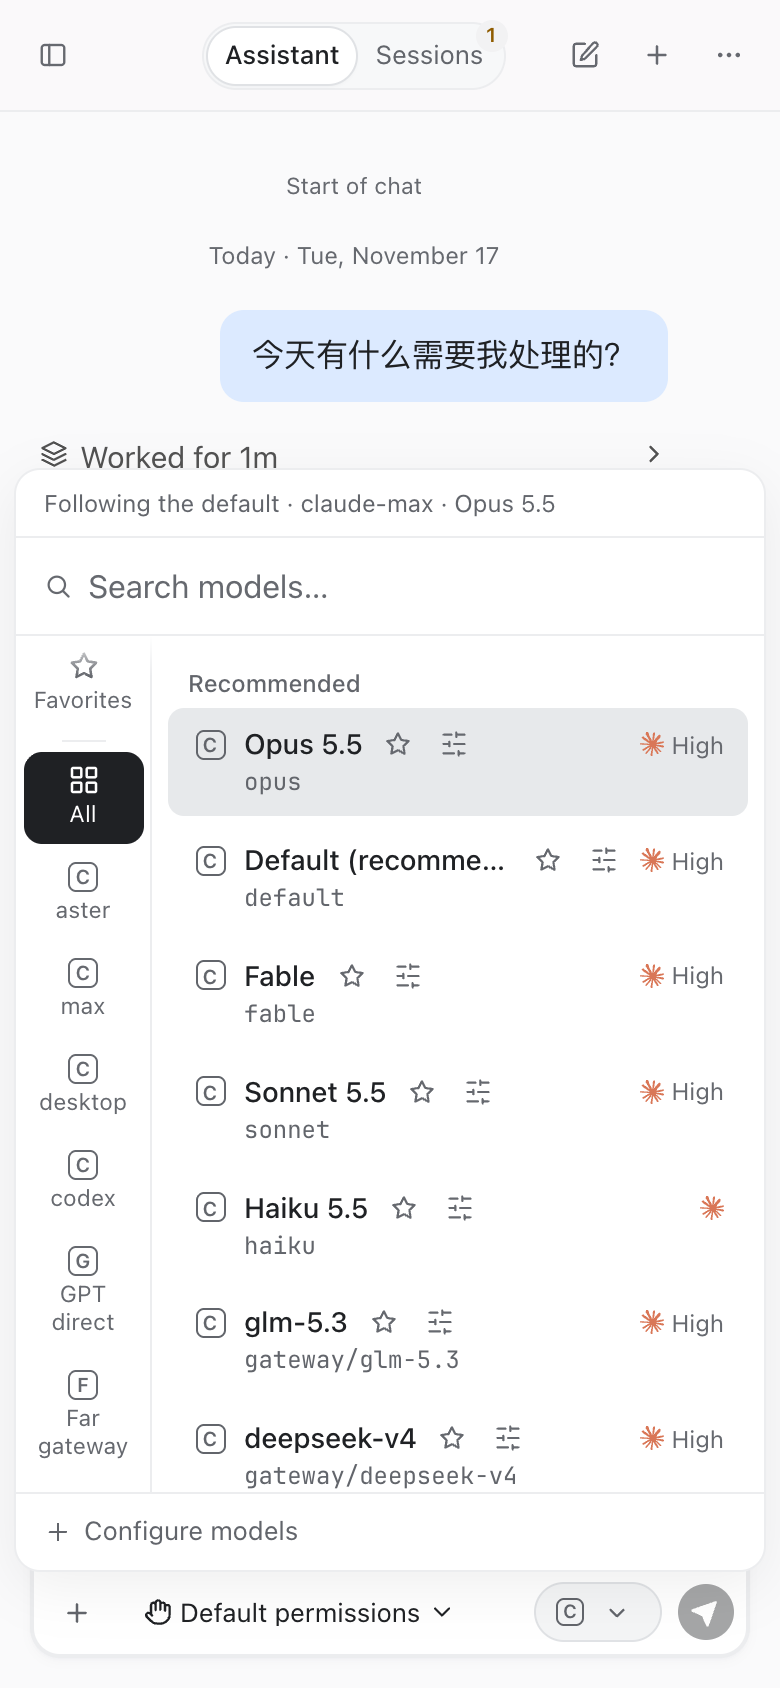 Assistant
Sessions
1
Start of chat
Today · Tue, November 17
今天有什么需要我处理的?
Worked for 1m
Following the default · claude-max · Opus 5.5
Search models...
Favorites
All
C
aster
C
max
C
desktop
C
codex
G
GPT
direct
F
Far
gateway
Recommended
C Opus 5.5 High
opus
C Default (recomme... High
default
C Fable High
fable
C Sonnet 5.5 High
sonnet
C Haiku 5.5
haiku
C glm-5.3 High
gateway/glm-5.3
C deepseek-v4 High
gateway/deepseek-v4
Configure models
Default permissions
C